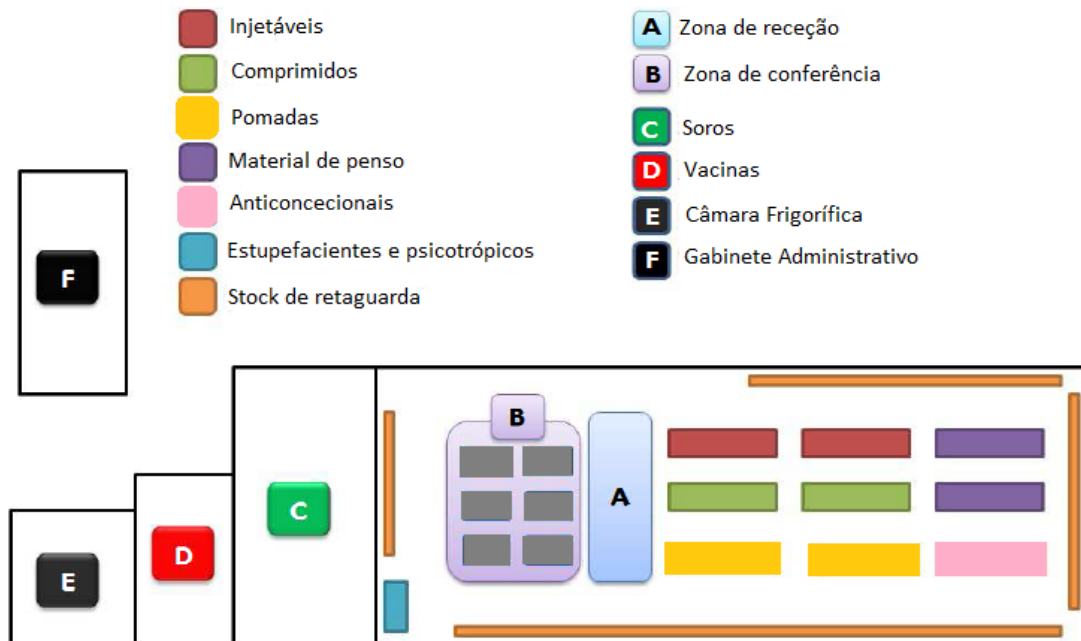 Injetáveis
Comprimidos
Pomadas
Material de penso
Anticoncecionais
Estupefacientes e psicotrópicos
Stock de retaguarda
A Zona de receção
B Zona de conferência
C Soros
D Vacinas
E Câmara Frigorífica
F Gabinete Administrativo
F
B
A
C
D
E